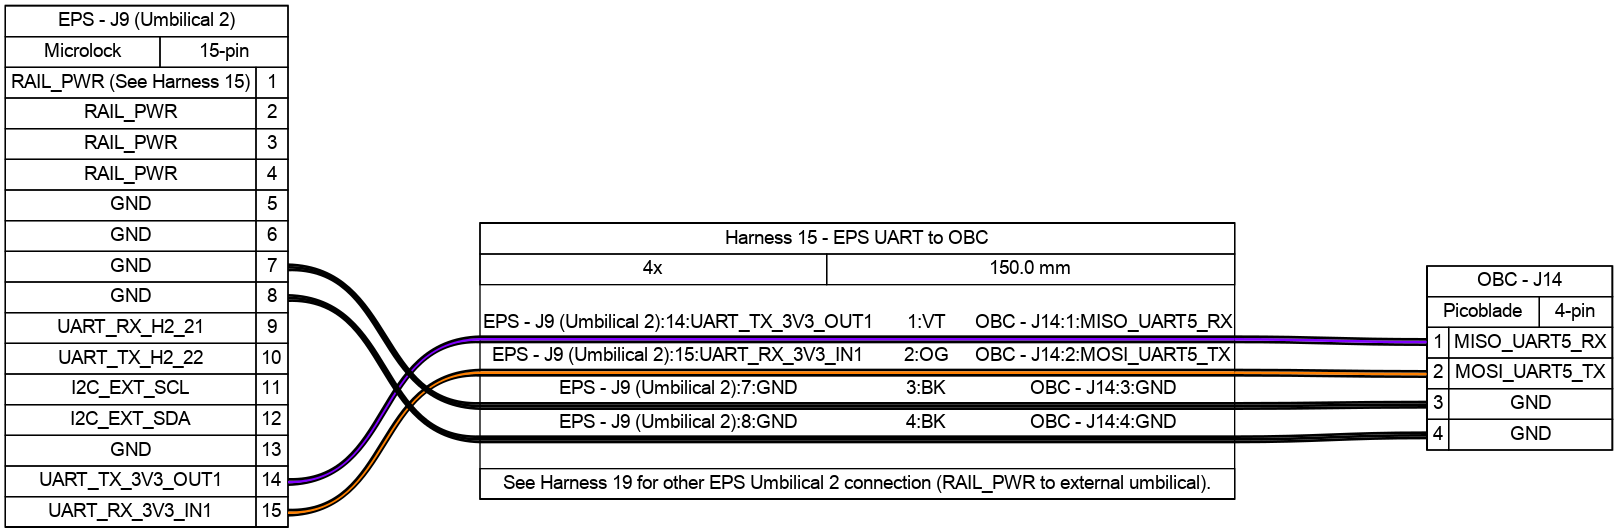 EPS - J9 (Umbilical 2)
Microlock 15-pin
RAIL_PWR (See Harness 15) 1
RAIL_PWR 2
RAIL_PWR 3
RAIL_PWR 4
GND 5
GND 6
GND 7
GND 8
UART_RX_H2_21 9
UART_TX_H2_22 10
I2C_EXT_SCL 11
I2C_EXT_SDA 12
GND 13
UART_TX_3V3_OUT1 14
UART_RX_3V3_IN1 15
Harness 15 - EPS UART to OBC
4x 150.0 mm
EPS - J9 (Umbilical 2):14:UART_TX_3V3_OUT1 1:VT OBC - J14:1:MISO_UART5_RX
EPS - J9 (Umbilical 2):15:UART_RX_3V3_IN1 2:OG OBC - J14:2:MOSI_UART5_TX
EPS - J9 (Umbilical 2):7:GND 3:BK OBC - J14:3:GND
EPS - J9 (Umbilical 2):8:GND 4:BK OBC - J14:4:GND
See Harness 19 for other EPS Umbilical 2 connection (RAIL_PWR to external umbilical).
OBC - J14
Picoblade 4-pin
1 MISO_UART5_RX
2 MOSI_UART5_TX
3 GND
4 GND